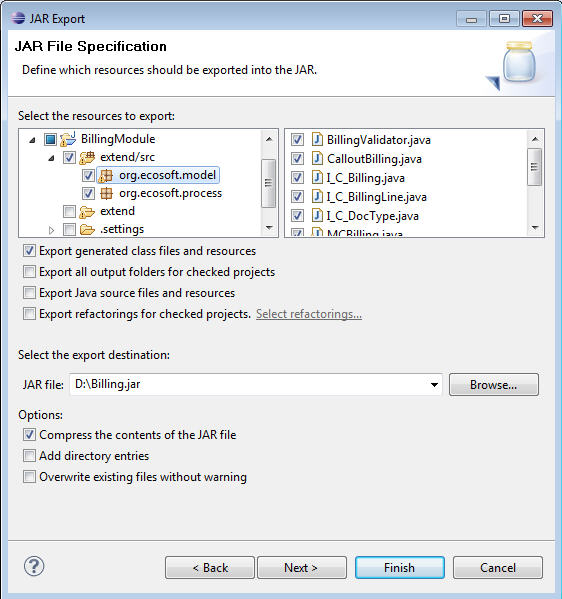 JAR Export
JAR File Specification
Define which resources should be exported into the JAR.
Select the resources to export:
BillingModule
extend/src
org.ecosoft.model
org.ecosoft.process
extend
.settings
BillingValidator.java
CalloutBilling.java
I_C_Billing.java
I_C_BillingLine.java
I_C_DocType.java
MCBilling.java
Export generated class files and resources
Export all output folders for checked projects
Export Java source files and resources
Export refactorings for checked projects. Select refactorings...
Select the export destination:
JAR file: D:\Billing.jar Browse...
Options:
Compress the contents of the JAR file
Add directory entries
Overwrite existing files without warning
? < Back Next > Finish Cancel